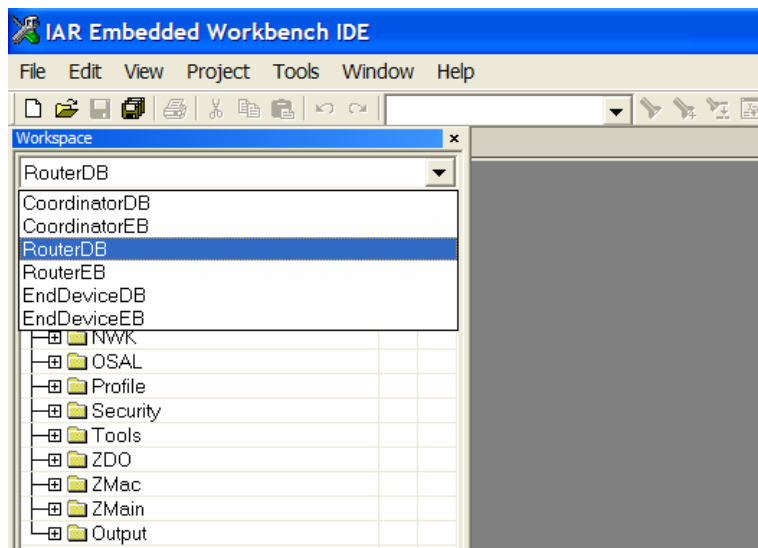 IAR Embedded Workbench IDE
File Edit View Project Tools Window Help
Workspace
RouterDB
CoordinatorDB
CoordinatorEB
RouterDB
RouterEB
EndDeviceDB
EndDeviceEB
NWK
OSAL
Profile
Security
Tools
ZDO
ZMac
ZMain
Output